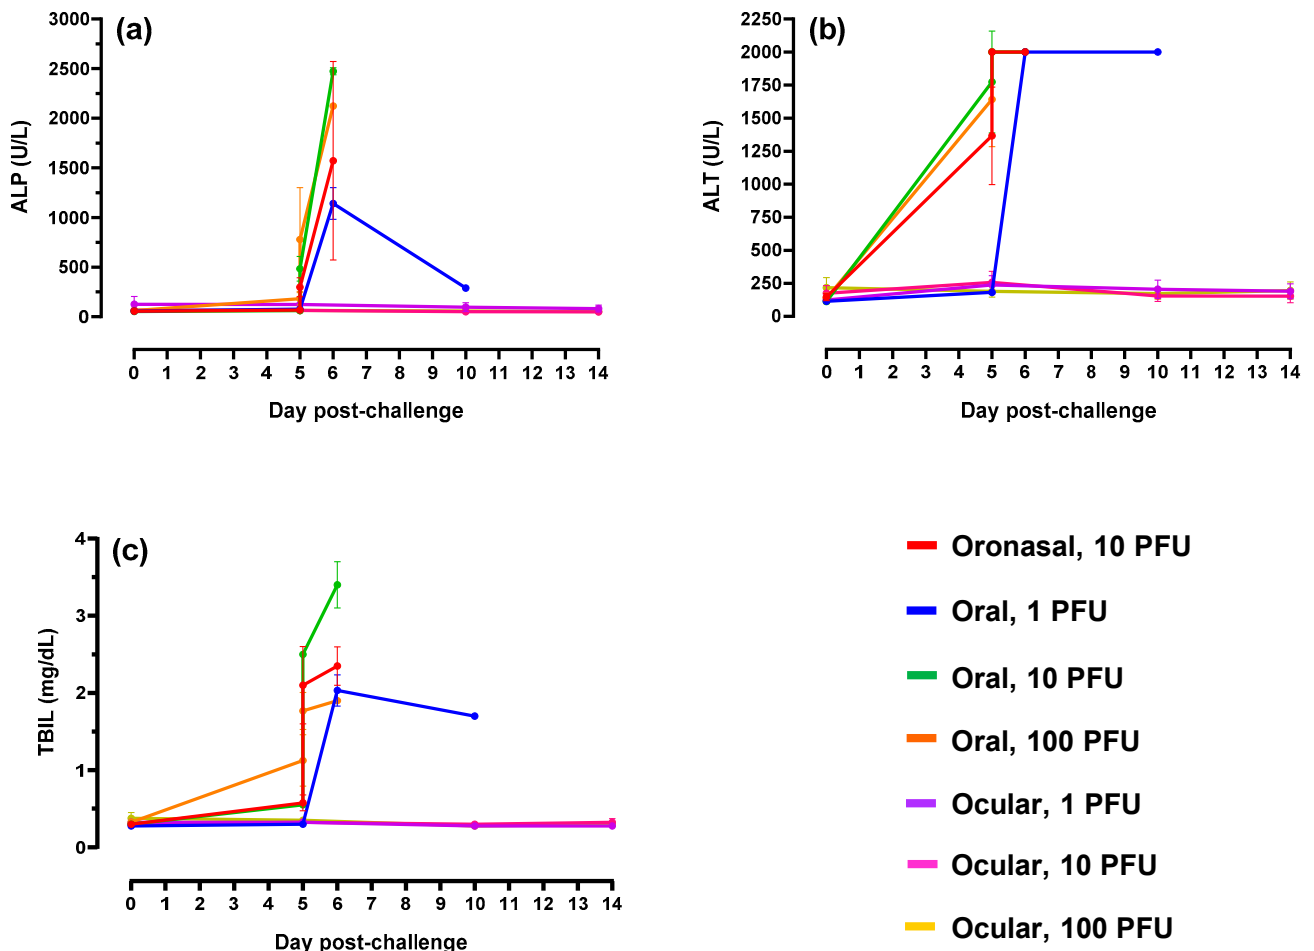 (a)
3000
2500
2000
1500
1000
500
0
ALP (U/L)
0 1 2 3 4 5 6 7 8 9 10 11 12 13 14
Day post-challenge
(b)
2250
2000
1750
1500
1250
1000
750
500
250
0
ALT (U/L)
0 1 2 3 4 5 6 7 8 9 10 11 12 13 14
Day post-challenge
(c)
4
3
2
1
0
TBIL (mg/dL)
0 1 2 3 4 5 6 7 8 9 10 11 12 13 14
Day post-challenge
Oronasal, 10 PFU
Oral, 1 PFU
Oral, 10 PFU
Oral, 100 PFU
Ocular, 1 PFU
Ocular, 10 PFU
Ocular, 100 PFU